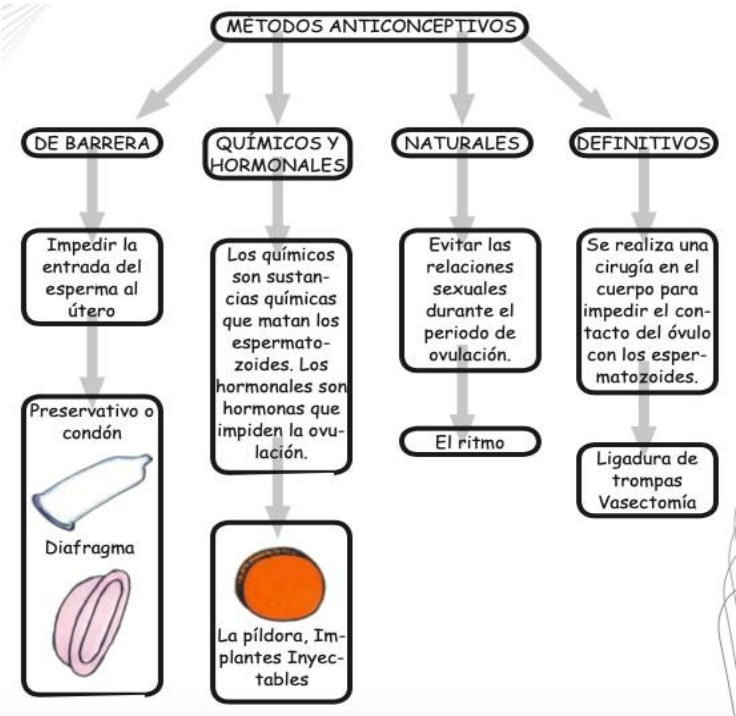 MÉTODOS ANTICONCEPTIVOS
DE BARRERA
Impedir la
entrada del
esperma al
útero
Preservativo o
condón
Diafragma
QUÍMICOS Y
HORMONALES
Los químicos
son sustan-
cias químicas
que matan los
espermato-
zoides. Los
hormonales son
hormonas que
impiden la ovu-
lación.
La píldora, Im-
plantes Inyec-
tables
NATURALES
Evitar las
relaciones
sexuales
durante el
periodo de
ovulación.
El ritmo
DEFINITIVOS
Se realiza una
cirugía en el
cuerpo para
impedir el con-
tacto del óvulo
con los esper-
matozoides.
Ligadura de
trompas
Vasectomía